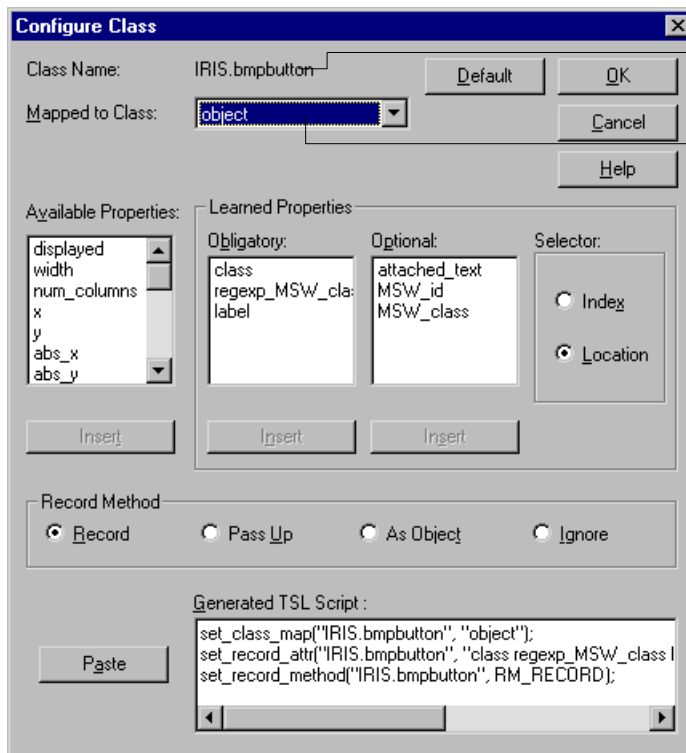 Configure Class
Class Name: IRIS.bmpbutton
Default
OK
Mapped to Class: object
Cancel
Help
Available Properties:
displayed
width
num_columns
x
y
abs_x
abs_y
Insert
Learned Properties
Obligatory:
class
regexp_MSW_cla
label
Insert
Optional:
attached_text
MSW_id
MSW_class
Insert
Selector:
Index
Location
Record Method
Record Pass Up As Object Ignore
Generated TSL Script :
set_class_map("IRIS.bmpbutton", "object");
set_record_attr("IRIS.bmpbutton", "class regexp_MSW_class l
set_record_method("IRIS.bmpbutton", RM_RECORD);
Paste